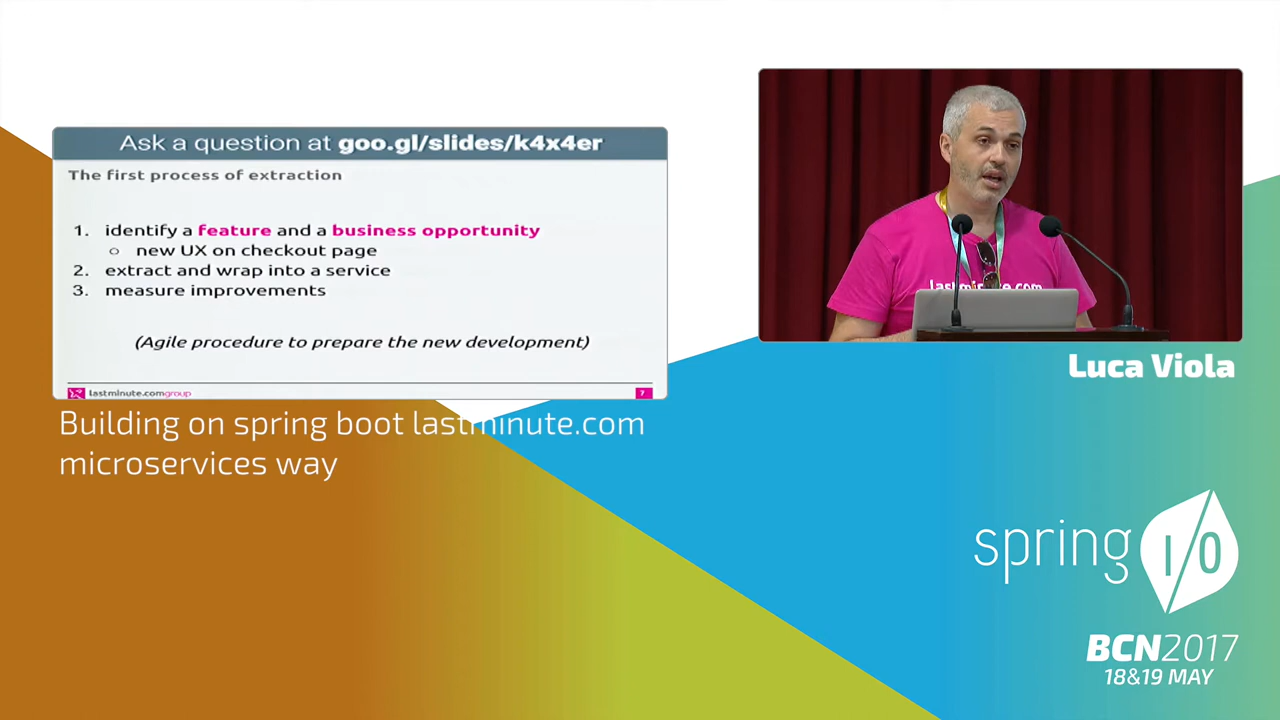 Ask a question at goo.gl/slides/k4x4er
The first process of extraction
1. identify a feature and a business opportunity
○ new UX on checkout page
2. extract and wrap into a service
3. measure improvements
(Agile procedure to prepare the new development)
lastminute.comgroup
7
lastminute.com
Luca Viola
Building on spring boot lastminute.com
microservices way
spring I/O
BCN2017
18&19 MAY